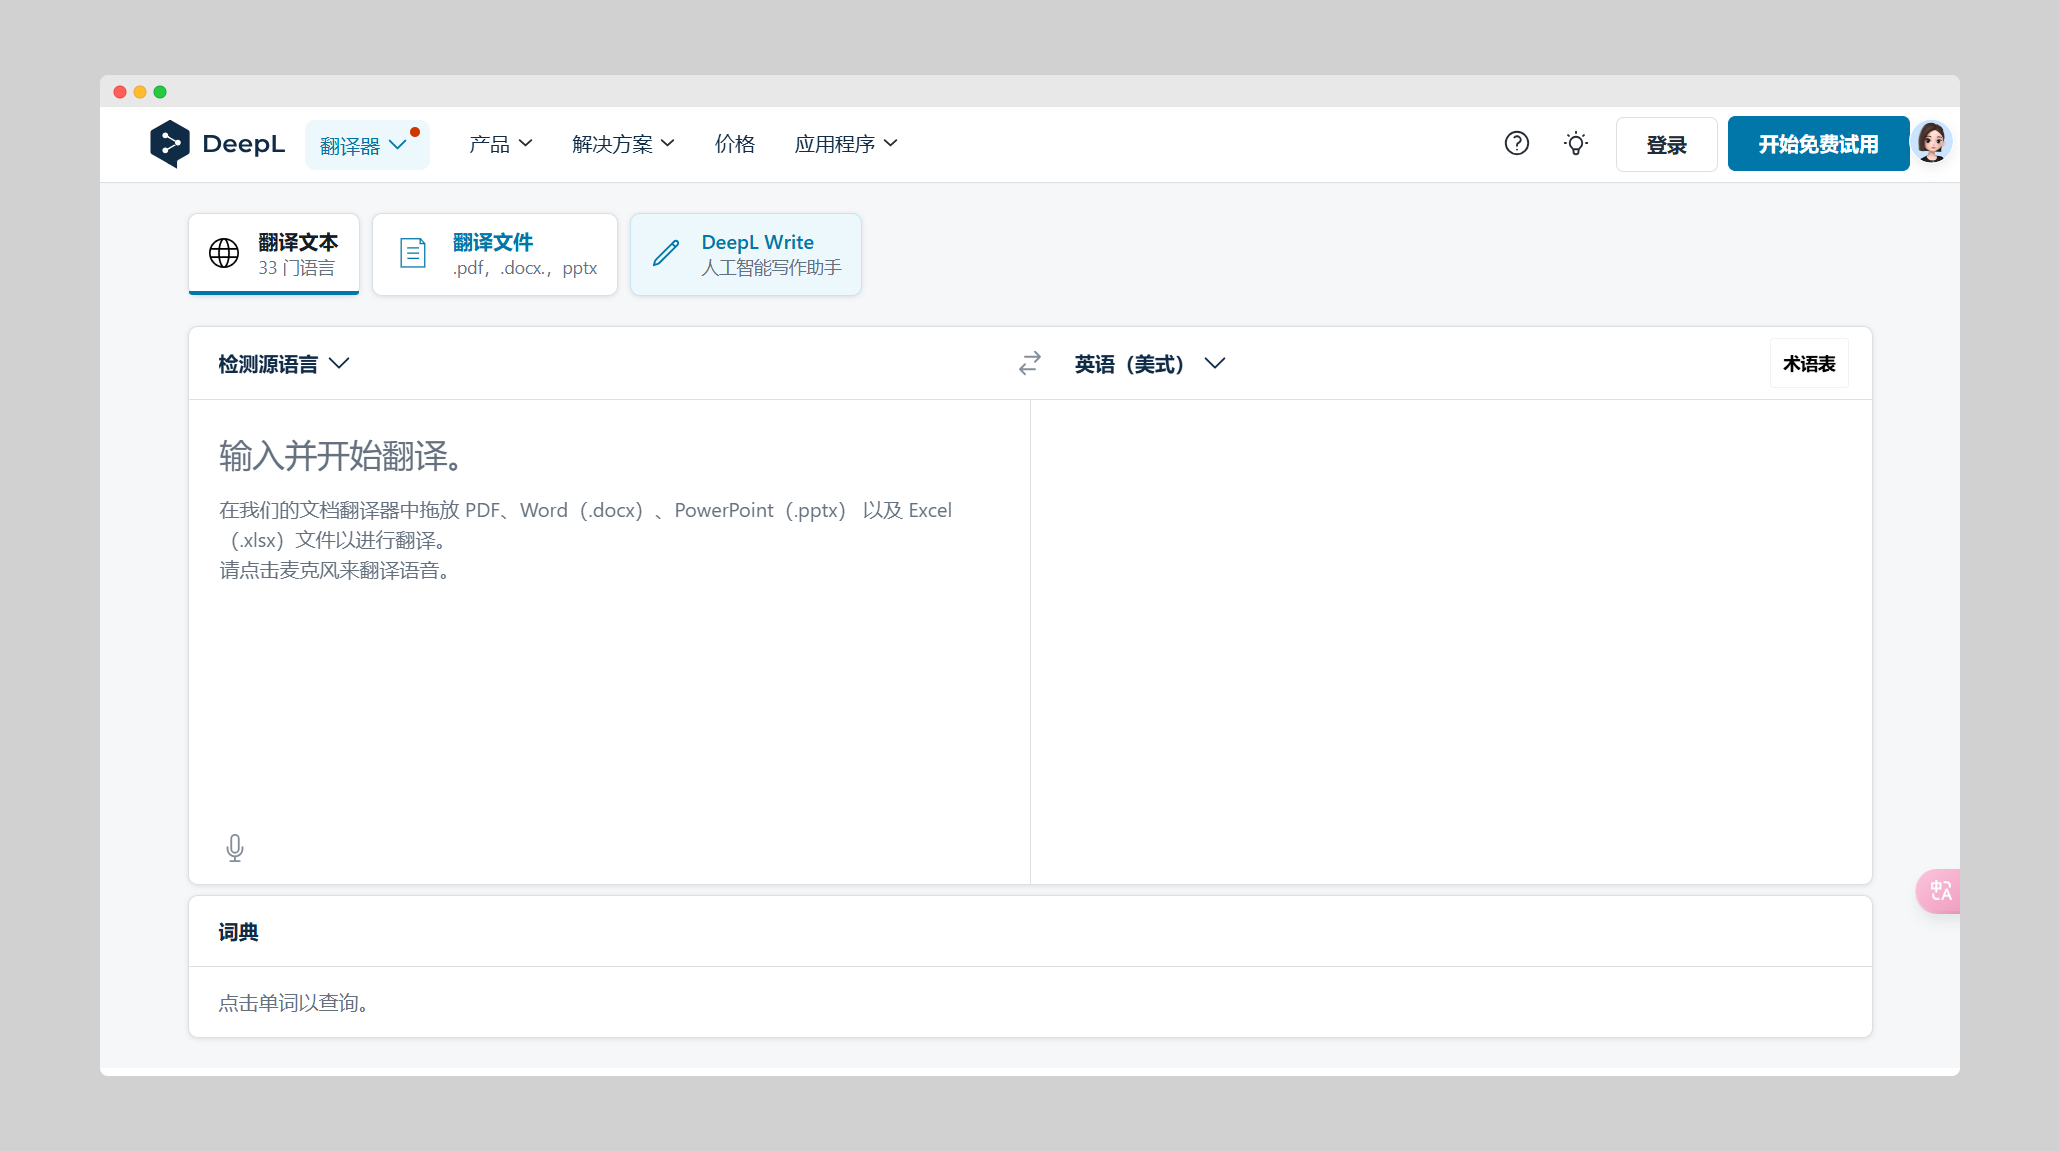 DeepL
翻译器
产品
解决方案
价格
应用程序
登录
开始免费试用
翻译文本
33 门语言
翻译文件
.pdf，.docx.，pptx
DeepL Write
人工智能写作助手
检测源语言
英语（美式）
术语表
输入并开始翻译。
在我们的文档翻译器中拖放 PDF、Word（.docx）、PowerPoint（.pptx） 以及 Excel
（.xlsx）文件以进行翻译。
请点击麦克风来翻译语音。
中
A
词典
点击单词以查询。